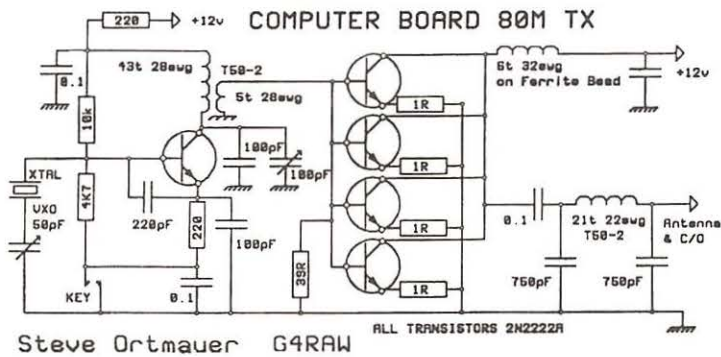 COMPUTER BOARD 80M TX
220
+12v
43t 28swg
T50-2
5t 28swg
6t 32swg
on Ferrite Bead
+12v
0.1
10k
1R
100pF
100pF
1R
XTRL
VXO
50pF
4K7
220pF
220
100pF
39R
1R
0.1
21t 22swg
T50-2
Antenna
& C/O
750pF
750pF
1R
KEY
0.1
ALL TRANSISTORS 2N2222A
Steve Ortmauer G4RAW